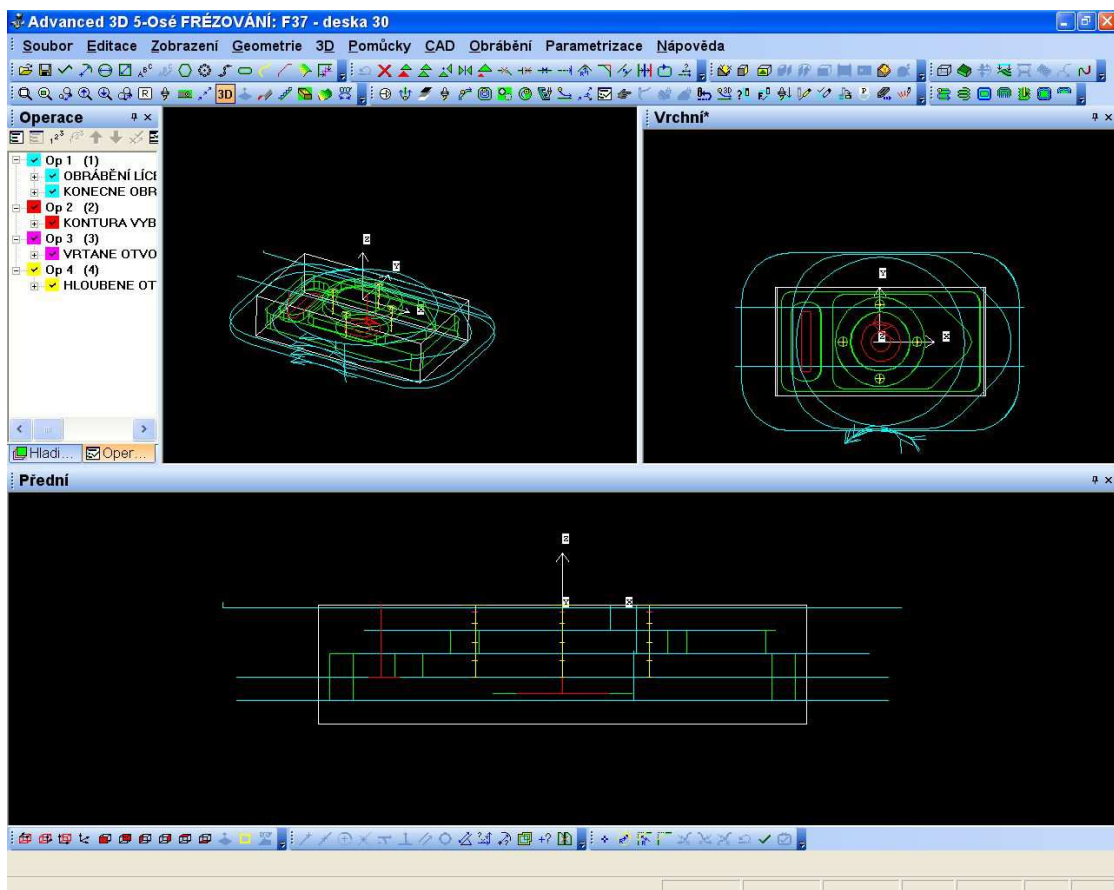 Advanced 3D 5-Osé FRÉZOVÁNÍ: F37 - deska 30
Soubor Editace Zobrazení Geometrie 3D Pomůcky CAD Obrábění Parametrizace Nápověda
3D
Operace
Vrchní*
Op 1 (1)
OBRÁBĚNÍ LÍCE
KONECNE OBR
Op 2 (2)
KONTURA VYB
Op 3 (3)
VRTANE OTVO
Op 4 (4)
HLOUBENE OT
Z
Y
X
Y
X
Hladi...
Oper...
Přední
Z
Y
X